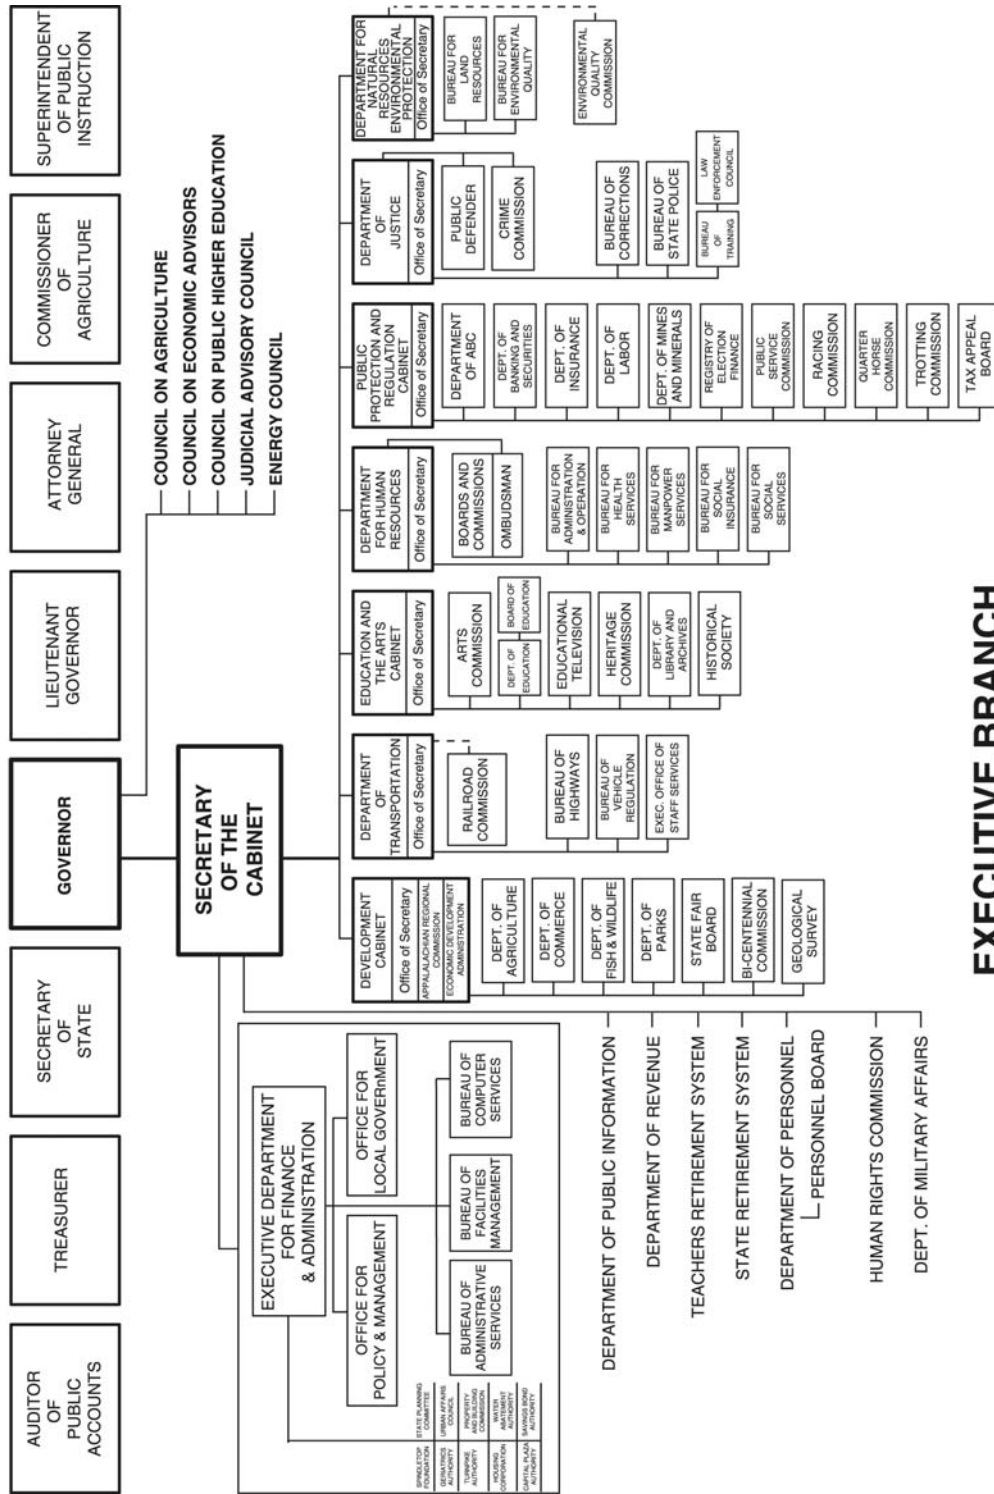 AUDITOR
OF
PUBLIC
ACCOUNTS
TREASURER
SECRETARY
OF
STATE
GOVERNOR
LIEUTENANT
GOVERNOR
ATTORNEY
GENERAL
COMMISSIONER
OF
AGRICULTURE
SUPERINTENDENT
OF PUBLIC
INSTRUCTION
COUNCIL ON AGRICULTURE
COUNCIL ON ECONOMIC ADVISORS
COUNCIL ON PUBLIC HIGHER EDUCATION
JUDICIAL ADVISORY COUNCIL
ENERGY COUNCIL
SECRETARY
OF THE
CABINET
EXECUTIVE DEPARTMENT
FOR FINANCE
& ADMINISTRATION
OFFICE FOR
POLICY & MANAGEMENT
OFFICE FOR
LOCAL GOVERnMENT
BUREAU OF
ADMINISTRATIVE
SERVICES
BUREAU OF
FACILITIES
MANAGEMENT
BUREAU OF
COMPUTER
SERVICES
SPINDLETOP
FOUNDATION
STATE PLANNING
COMMITTEE
GERIATRICS
AUTHORITY
URBAN AFFAIRS
COUNCIL
TURNPIKE
AUTHORITY
PROPERTY
AND BUILDING
COMMISSION
HOUSING
CORPORATION
WATER
ABATEMENT
AUTHORITY
CAPITAL PLAZA
AUTHORITY
SAVINGS BOND
AUTHORITY
DEPARTMENT OF PUBLIC INFORMATION
DEPARTMENT OF REVENUE
TEACHERS RETIREMENT SYSTEM
STATE RETIREMENT SYSTEM
DEPARTMENT OF PERSONNEL
PERSONNEL BOARD
HUMAN RIGHTS COMMISSION
DEPT. OF MILITARY AFFAIRS
DEVELOPMENT
CABINET
Office of Secretary
APPALALACHIAN REGIONAL
COMMISSION
ECONOMIC DEVELOPMENT
ADMINISTRATION
DEPT. OF
AGRICULTURE
DEPT. OF
COMMERCE
DEPT. OF
FISH & WILDLIFE
DEPT. OF
PARKS
STATE FAIR
BOARD
BI-CENTENNIAL
COMMISSION
GEOLOGICAL
SURVEY
DEPARTMENT
OF
TRANSPORTATION
Office of Secretary
RAILROAD
COMMISSION
BUREAU OF
HIGHWAYS
BUREAU OF
VEHICLE
REGULATION
EXEC. OFFICE OF
STAFF SERVICES
EDUCATION AND
THE ARTS
CABINET
Office of Secretary
ARTS
COMMISSION
DEPT. OF
EDUCATION
BOARD OF
EDUCATION
EDUCATIONAL
TELEVISION
HERITAGE
COMMISSION
DEPT. OF
LIBRARY AND
ARCHIVES
HISTORICAL
SOCIETY
DEPARTMENT
FOR HUMAN
RESOURCES
Office of Secretary
BOARDS AND
COMMISSIONS
OMBUDSMAN
BUREAU FOR
ADMINISTRATION
& OPERATION
BUREAU FOR
HEALTH
SERVICES
BUREAU FOR
MANPOWER
SERVICES
BUREAU FOR
SOCIAL
INSURANCE
BUREAU FOR
SOCIAL
SERVICES
PUBLIC
PROTECTION AND
REGULATION
CABINET
Office of Secretary
DEPARTMENT
OF ABC
DEPT. OF
BANKING AND
SECURITIES
DEPT. OF
INSURANCE
DEPT. OF
LABOR
DEPT. OF MINES
AND MINERALS
REGISTRY OF
ELECTION
FINANCE
PUBLIC
SERVICE
COMMISSION
RACING
COMMISSION
QUARTER
HORSE
COMMISSION
TROTTING
COMMISSION
TAX APPEAL
BOARD
DEPARTMENT
OF
JUSTICE
Office of Secretary
PUBLIC
DEFENDER
CRIME
COMMISSION
BUREAU OF
CORRECTIONS
BUREAU OF
STATE POLICE
BUREAU
OF
TRAINING
LAW
ENFORCEMENT
COUNCIL
DEPARTMENT FOR
NATURAL
RESOURCES
ENVIRONMENTAL
PROTECTION
Office of Secretary
BUREAU FOR
LAND
RESOURCES
BUREAU FOR
ENVIRONMENTAL
QUALITY
ENVIRONMENTAL
QUALITY
COMMISSION
EXECUTIVE BRANCH